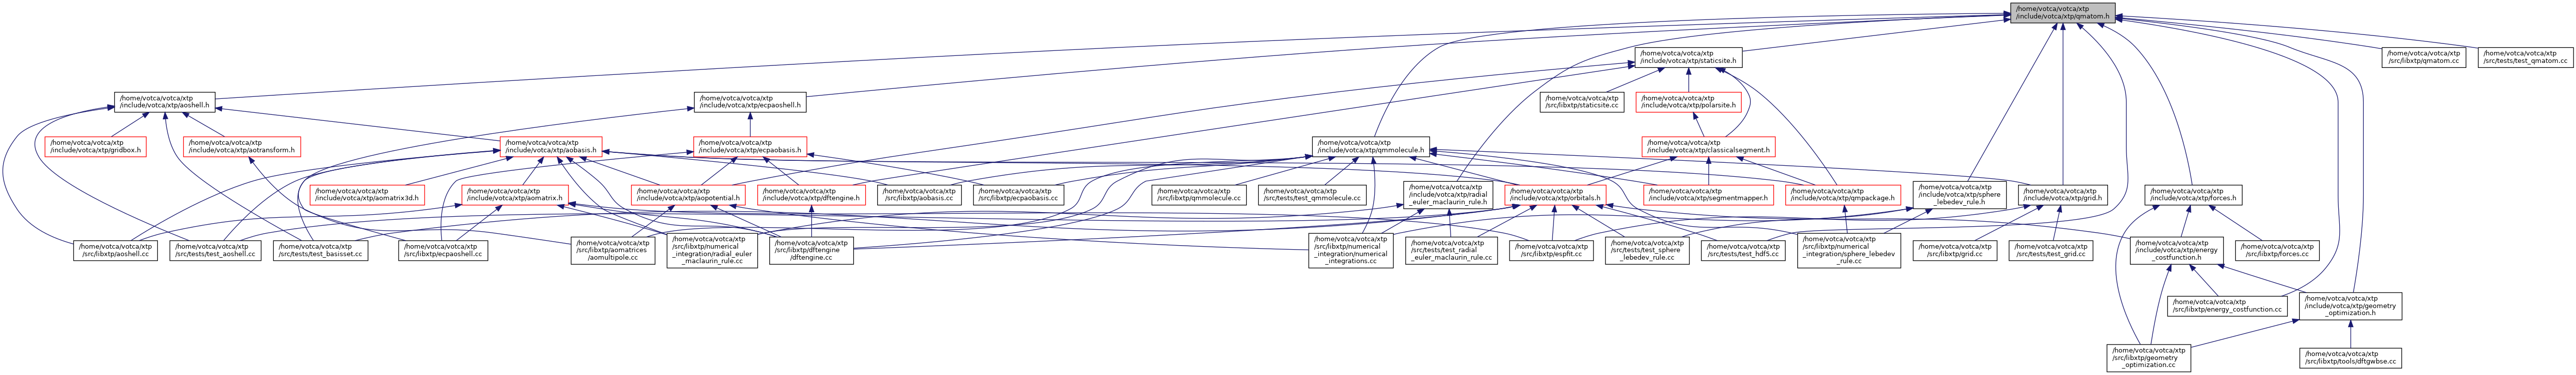 /home/votca/votca/xtp
/include/votca/xtp/qmatom.h
/home/votca/votca/xtp
/include/votca/xtp/staticsite.h
/home/votca/votca/xtp
/src/libxtp/qmatom.cc
/home/votca/votca/xtp
/src/tests/test_qmatom.cc
/home/votca/votca/xtp
/include/votca/xtp/aoshell.h
/home/votca/votca/xtp
/include/votca/xtp/ecpaoshell.h
/home/votca/votca/xtp
/src/libxtp/staticsite.cc
/home/votca/votca/xtp
/include/votca/xtp/polarsite.h
/home/votca/votca/xtp
/include/votca/xtp/gridbox.h
/home/votca/votca/xtp
/include/votca/xtp/aotransform.h
/home/votca/votca/xtp
/include/votca/xtp/aobasis.h
/home/votca/votca/xtp
/include/votca/xtp/ecpaobasis.h
/home/votca/votca/xtp
/include/votca/xtp/qmmolecule.h
/home/votca/votca/xtp
/include/votca/xtp/classicalsegment.h
/home/votca/votca/xtp
/include/votca/xtp/aomatrix3d.h
/home/votca/votca/xtp
/include/votca/xtp/aomatrix.h
/home/votca/votca/xtp
/include/votca/xtp/aopotential.h
/home/votca/votca/xtp
/include/votca/xtp/dftengine.h
/home/votca/votca/xtp
/src/libxtp/aobasis.cc
/home/votca/votca/xtp
/src/libxtp/ecpaobasis.cc
/home/votca/votca/xtp
/src/libxtp/qmmolecule.cc
/home/votca/votca/xtp
/src/tests/test_qmmolecule.cc
/home/votca/votca/xtp
/include/votca/xtp/radial
_euler_maclaurin_rule.h
/home/votca/votca/xtp
/include/votca/xtp/orbitals.h
/home/votca/votca/xtp
/include/votca/xtp/segmentmapper.h
/home/votca/votca/xtp
/include/votca/xtp/qmpackage.h
/home/votca/votca/xtp
/include/votca/xtp/sphere
_lebedev_rule.h
/home/votca/votca/xtp
/include/votca/xtp/grid.h
/home/votca/votca/xtp
/include/votca/xtp/forces.h
/home/votca/votca/xtp
/src/libxtp/aoshell.cc
/home/votca/votca/xtp
/src/tests/test_aoshell.cc
/home/votca/votca/xtp
/src/tests/test_basisset.cc
/home/votca/votca/xtp
/src/libxtp/ecpaoshell.cc
/home/votca/votca/xtp
/src/libxtp/aomatrices
/aomultipole.cc
/home/votca/votca/xtp
/src/libxtp/numerical
_integration/radial_euler
_maclaurin_rule.cc
/home/votca/votca/xtp
/src/libxtp/dftengine
/dftengine.cc
/home/votca/votca/xtp
/src/libxtp/numerical
_integration/numerical
_integrations.cc
/home/votca/votca/xtp
/src/tests/test_radial
_euler_maclaurin_rule.cc
/home/votca/votca/xtp
/src/libxtp/espfit.cc
/home/votca/votca/xtp
/src/tests/test_sphere
_lebedev_rule.cc
/home/votca/votca/xtp
/src/tests/test_hdf5.cc
/home/votca/votca/xtp
/src/libxtp/numerical
_integration/sphere_lebedev
_rule.cc
/home/votca/votca/xtp
/src/libxtp/grid.cc
/home/votca/votca/xtp
/src/tests/test_grid.cc
/home/votca/votca/xtp
/include/votca/xtp/energy
_costfunction.h
/home/votca/votca/xtp
/src/libxtp/forces.cc
/home/votca/votca/xtp
/src/libxtp/energy_costfunction.cc
/home/votca/votca/xtp
/include/votca/xtp/geometry
_optimization.h
/home/votca/votca/xtp
/src/libxtp/geometry
_optimization.cc
/home/votca/votca/xtp
/src/libxtp/tools/dftgwbse.cc